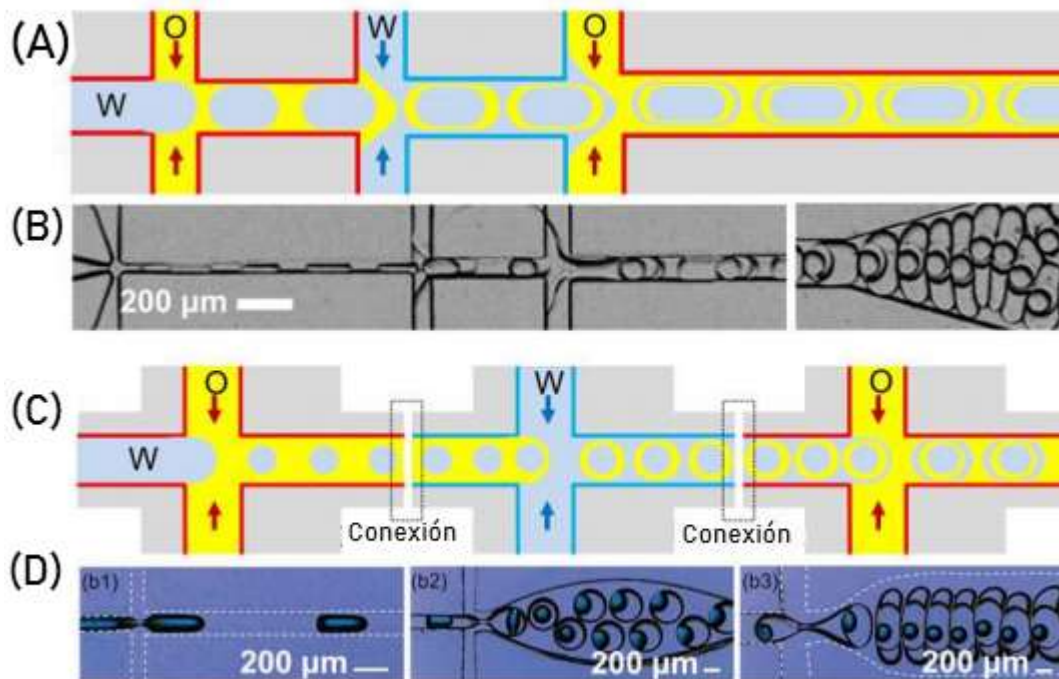 (A)
O
W
O
W
(B)
200 µm
(C)
O
W
O
W
Conexión
Conexión
(D)
(b1)
200 µm
(b2)
200 µm
(b3)
200 µm